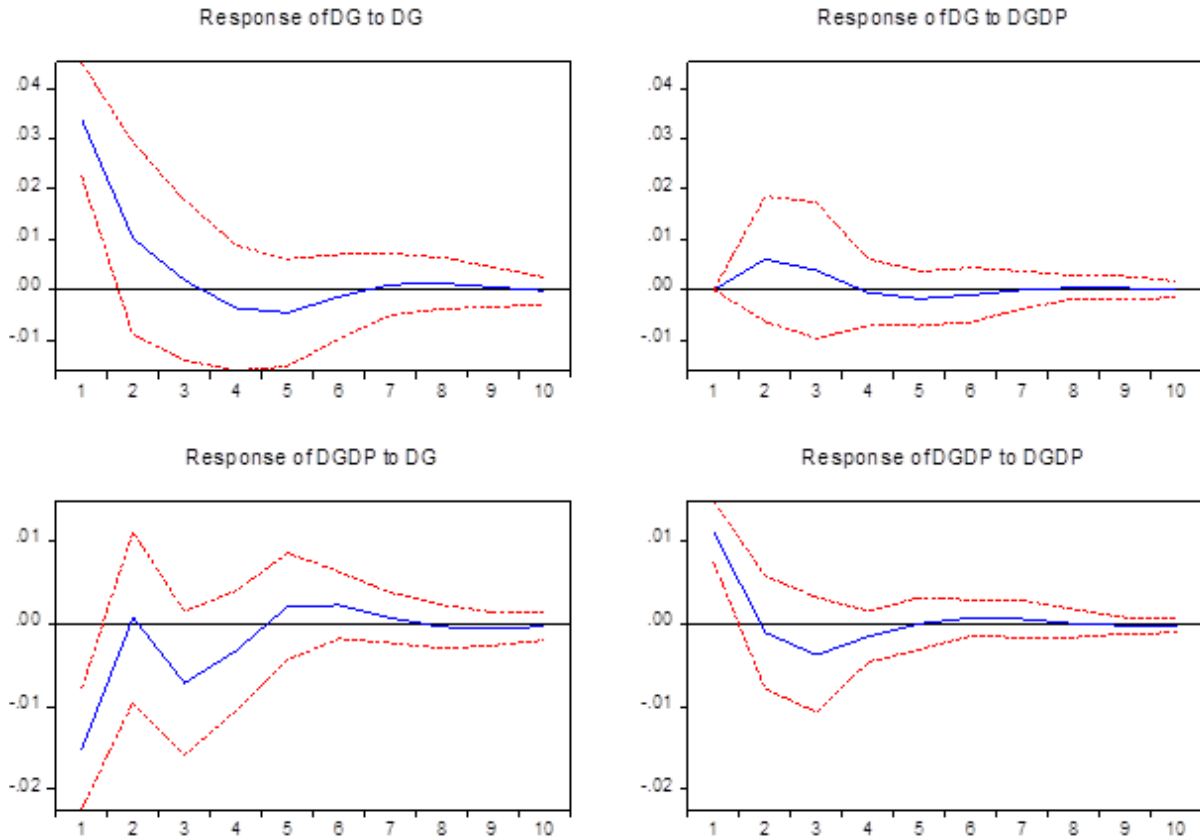 Response of DG to DG
.04
.03
.02
.01
.00
-.01
1 2 3 4 5 6 7 8 9 10
Response of DG to DGDP
.04
.03
.02
.01
.00
-.01
1 2 3 4 5 6 7 8 9 10
Response of DGDP to DG
.01
.00
-.01
-.02
1 2 3 4 5 6 7 8 9 10
Response of DGDP to DGDP
.01
.00
-.01
-.02
1 2 3 4 5 6 7 8 9 10